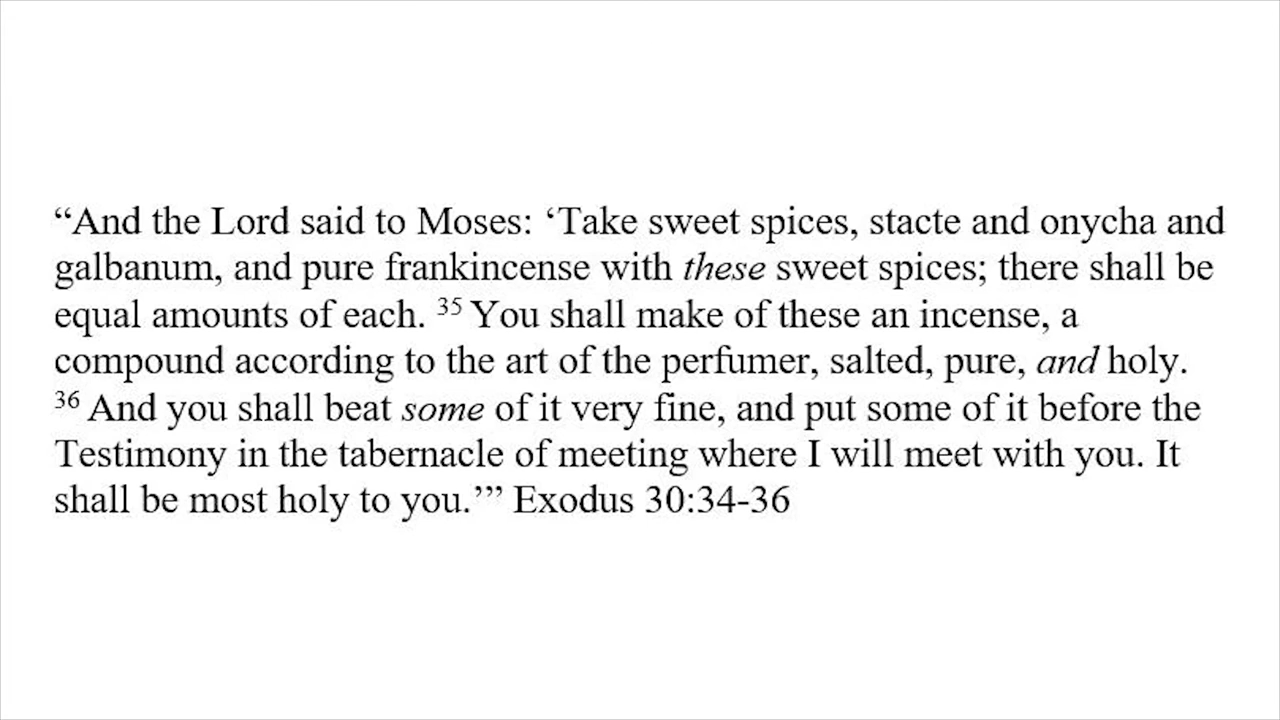 “And the Lord said to Moses: ‘Take sweet spices, stacte and onycha and
galbanum, and pure frankincense with these sweet spices; there shall be
equal amounts of each. 35 You shall make of these an incense, a
compound according to the art of the perfumer, salted, pure, and holy.
36 And you shall beat some of it very fine, and put some of it before the
Testimony in the tabernacle of meeting where I will meet with you. It
shall be most holy to you.’” Exodus 30:34-36